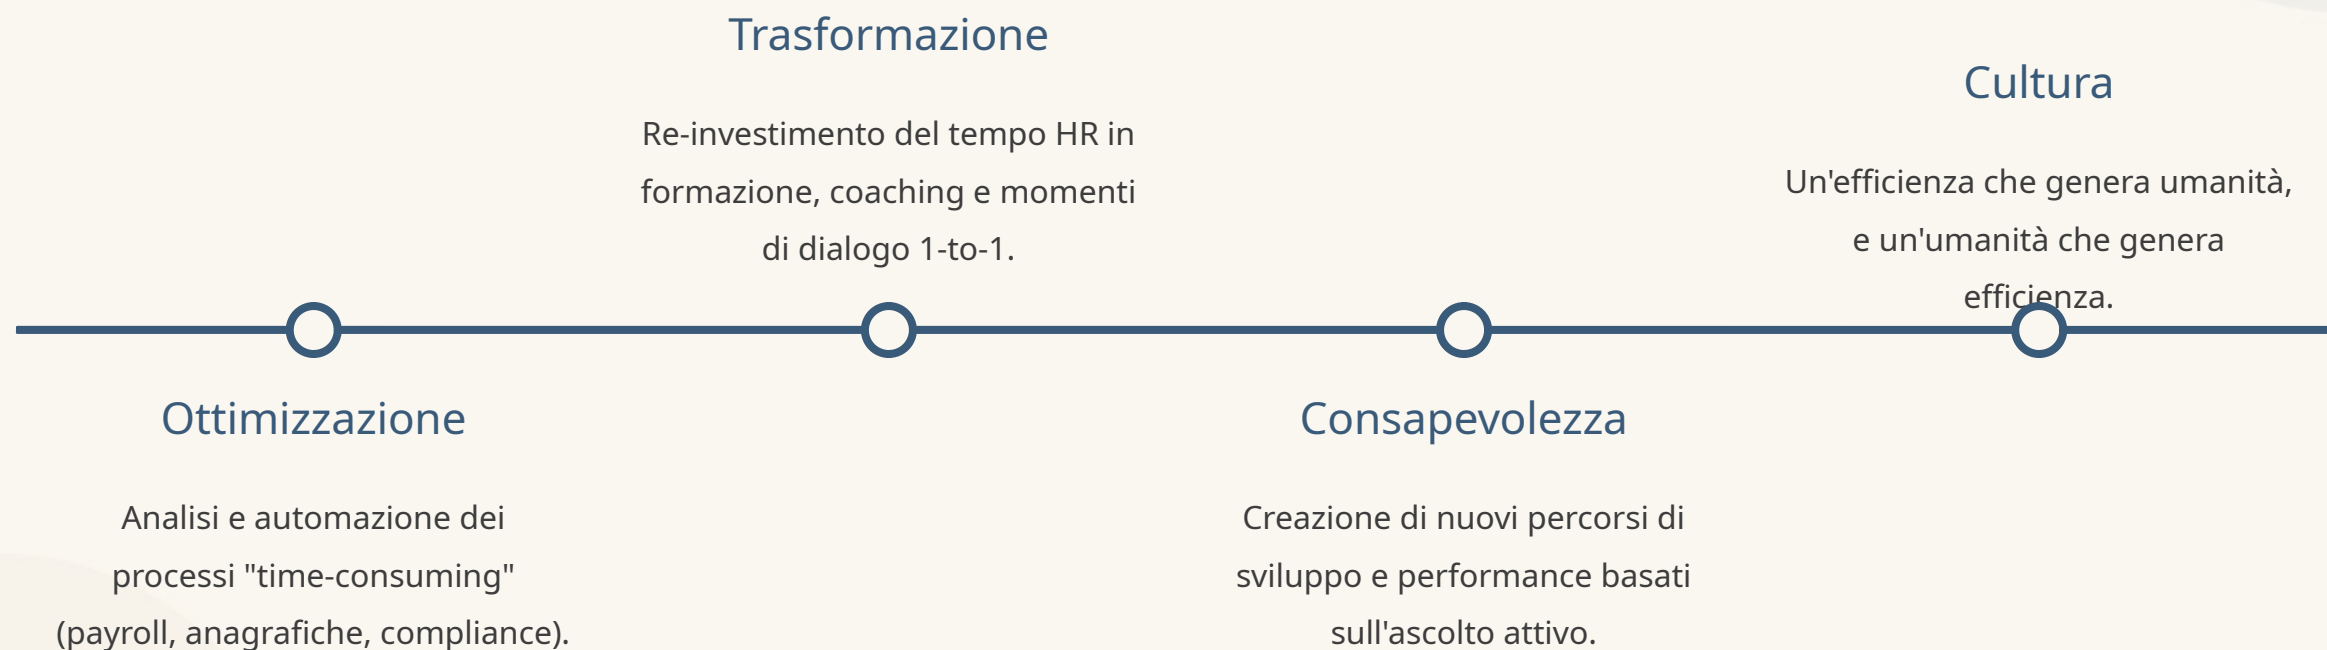 Trasformazione
Re-investimento del tempo HR in
formazione, coaching e momenti
di dialogo 1-to-1.
Cultura
Un'efficienza che genera umanità,
e un'umanità che genera
efficienza.
Ottimizzazione
Analisi e automazione dei
processi "time-consuming"
(payroll, anagrafiche, compliance).
Consapevolezza
Creazione di nuovi percorsi di
sviluppo e performance basati
sull'ascolto attivo.